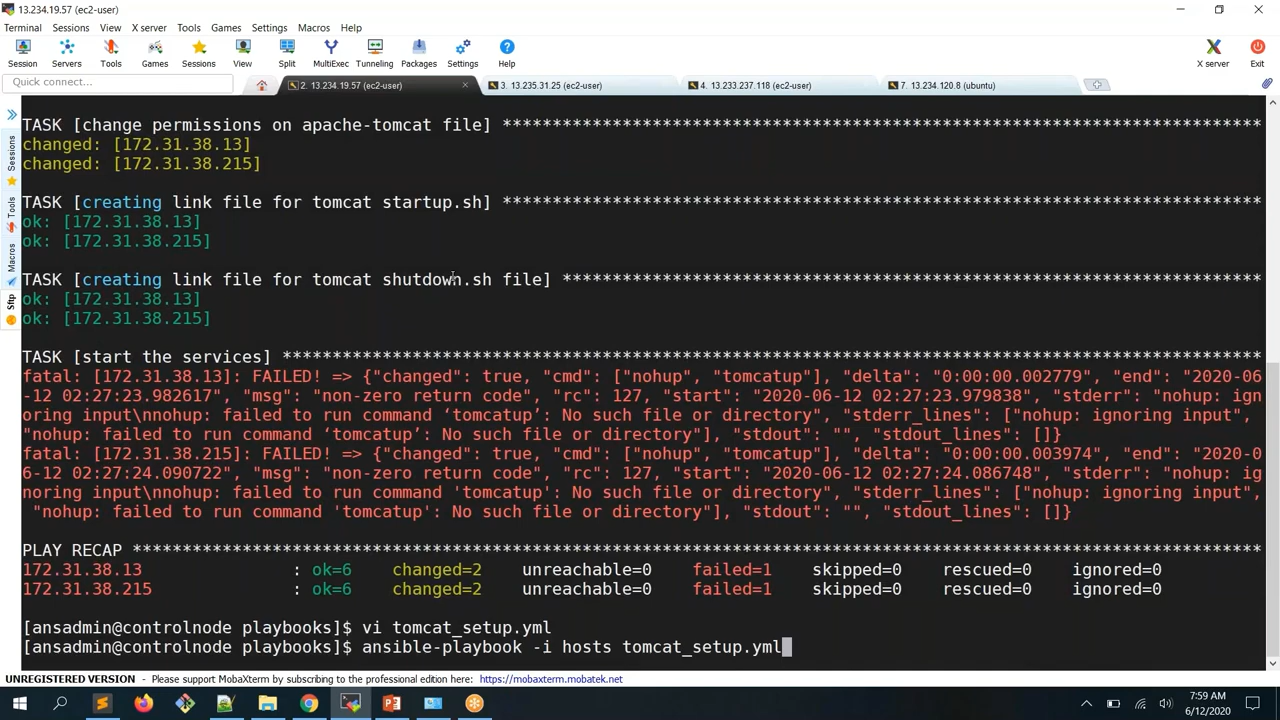 13.234.19.57 (ec2-user)
Terminal Sessions View X server Tools Games Settings Macros Help
Session Servers Tools Games Sessions View Split MultiExec Tunneling Packages Settings Help X server Exit
Quick connect...
2. 13.234.19.57 (ec2-user)
3. 13.235.31.25 (ec2-user)
4. 13.233.237.118 (ec2-user)
7. 13.234.120.8 (ubuntu)
Sessions
Tools
Macros
Sftp
TASK [change permissions on apache-tomcat file] ****************************************************************************
changed: [172.31.38.13]
changed: [172.31.38.215]
TASK [creating link file for tomcat startup.sh] ****************************************************************************
ok: [172.31.38.13]
ok: [172.31.38.215]
TASK [creating link file for tomcat shutdown.sh file] **********************************************************************
ok: [172.31.38.13]
ok: [172.31.38.215]
TASK [start the services] **************************************************************************************************
fatal: [172.31.38.13]: FAILED! => {"changed": true, "cmd": ["nohup", "tomcatup"], "delta": "0:00:00.002779", "end": "2020-06
-12 02:27:23.982617", "msg": "non-zero return code", "rc": 127, "start": "2020-06-12 02:27:23.979838", "stderr": "nohup: ign
oring input\nnohup: failed to run command ‘tomcatup’: No such file or directory", "stderr_lines": ["nohup: ignoring input",
"nohup: failed to run command ‘tomcatup’: No such file or directory"], "stdout": "", "stdout_lines": []}
fatal: [172.31.38.215]: FAILED! => {"changed": true, "cmd": ["nohup", "tomcatup"], "delta": "0:00:00.003974", "end": "2020-0
6-12 02:27:24.090722", "msg": "non-zero return code", "rc": 127, "start": "2020-06-12 02:27:24.086748", "stderr": "nohup: ig
noring input\nnohup: failed to run command 'tomcatup': No such file or directory", "stderr_lines": ["nohup: ignoring input",
"nohup: failed to run command 'tomcatup': No such file or directory"], "stdout": "", "stdout_lines": []}
PLAY RECAP *****************************************************************************************************************
172.31.38.13 : ok=6 changed=2 unreachable=0 failed=1 skipped=0 rescued=0 ignored=0
172.31.38.215 : ok=6 changed=2 unreachable=0 failed=1 skipped=0 rescued=0 ignored=0
[ansadmin@controlnode playbooks]$ vi tomcat_setup.yml
[ansadmin@controlnode playbooks]$ ansible-playbook -i hosts tomcat_setup.yml
UNREGISTERED VERSION - Please support MobaXterm by subscribing to the professional edition here: https://mobaxterm.mobatek.net
7:59 AM
6/12/2020